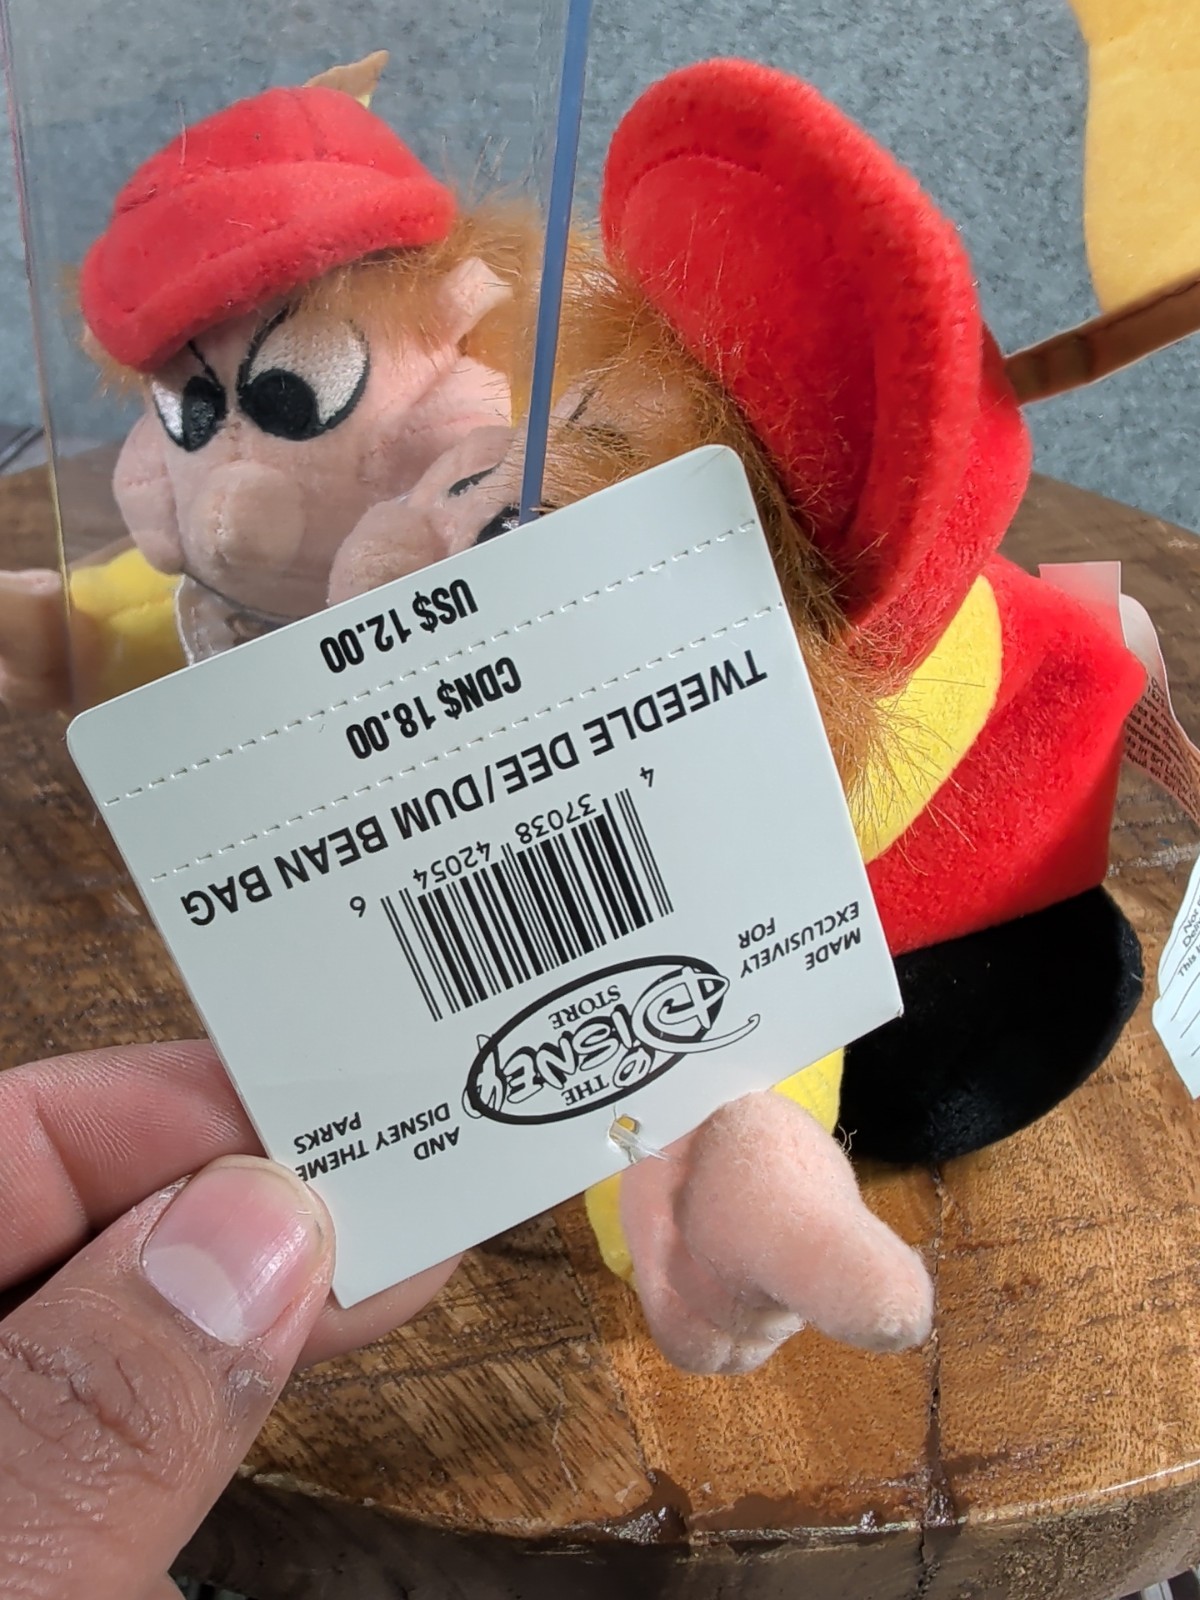 MADE
EXCLUSIVELY
FOR
THE
DISNEY
STORE
AND
DISNEY THEME
PARKS
4 37038 42054 6
TWEEDLE DEE/DUM BEAN BAG
CDN$ 18.00
US$ 12.00
This